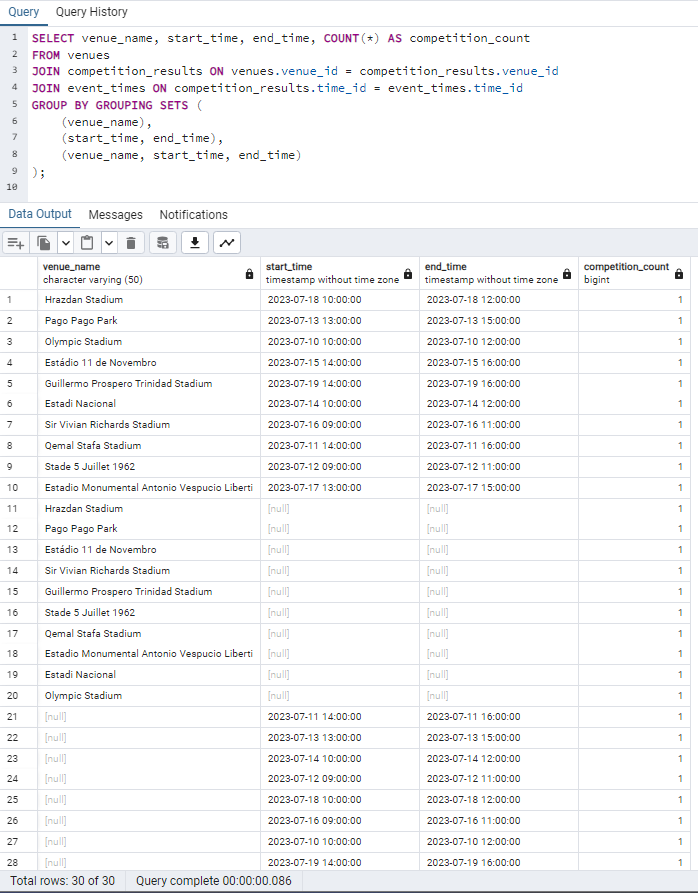 Query Query History
1 SELECT venue_name, start_time, end_time, COUNT(*) AS competition_count
2 FROM venues
3 JOIN competition_results ON venues.venue_id = competition_results.venue_id
4 JOIN event_times ON competition_results.time_id = event_times.time_id
5 GROUP BY GROUPING SETS (
6 (venue_name),
7 (start_time, end_time),
8 (venue_name, start_time, end_time)
9 );
10
Data Output Messages Notifications
venue_name start_time end_time competition_count
character varying (50) timestamp without time zone timestamp without time zone bigint
1 Hrazdan Stadium 2023-07-18 10:00:00 2023-07-18 12:00:00 1
2 Pago Pago Park 2023-07-13 13:00:00 2023-07-13 15:00:00 1
3 Olympic Stadium 2023-07-10 10:00:00 2023-07-10 12:00:00 1
4 Estádio 11 de Novembro 2023-07-15 14:00:00 2023-07-15 16:00:00 1
5 Guillermo Prospero Trinidad Stadium 2023-07-19 14:00:00 2023-07-19 16:00:00 1
6 Estadi Nacional 2023-07-14 10:00:00 2023-07-14 12:00:00 1
7 Sir Vivian Richards Stadium 2023-07-16 09:00:00 2023-07-16 11:00:00 1
8 Qemal Stafa Stadium 2023-07-11 14:00:00 2023-07-11 16:00:00 1
9 Stade 5 Juillet 1962 2023-07-12 09:00:00 2023-07-12 11:00:00 1
10 Estadio Monumental Antonio Vespucio Liberti 2023-07-17 13:00:00 2023-07-17 15:00:00 1
11 Hrazdan Stadium [null] [null] 1
12 Pago Pago Park [null] [null] 1
13 Estádio 11 de Novembro [null] [null] 1
14 Sir Vivian Richards Stadium [null] [null] 1
15 Guillermo Prospero Trinidad Stadium [null] [null] 1
16 Stade 5 Juillet 1962 [null] [null] 1
17 Qemal Stafa Stadium [null] [null] 1
18 Estadio Monumental Antonio Vespucio Liberti [null] [null] 1
19 Estadi Nacional [null] [null] 1
20 Olympic Stadium [null] [null] 1
21 [null] 2023-07-11 14:00:00 2023-07-11 16:00:00 1
22 [null] 2023-07-13 13:00:00 2023-07-13 15:00:00 1
23 [null] 2023-07-14 10:00:00 2023-07-14 12:00:00 1
24 [null] 2023-07-12 09:00:00 2023-07-12 11:00:00 1
25 [null] 2023-07-18 10:00:00 2023-07-18 12:00:00 1
26 [null] 2023-07-16 09:00:00 2023-07-16 11:00:00 1
27 [null] 2023-07-10 10:00:00 2023-07-10 12:00:00 1
28 [null] 2023-07-19 14:00:00 2023-07-19 16:00:00 1
Total rows: 30 of 30 Query complete 00:00:00.086